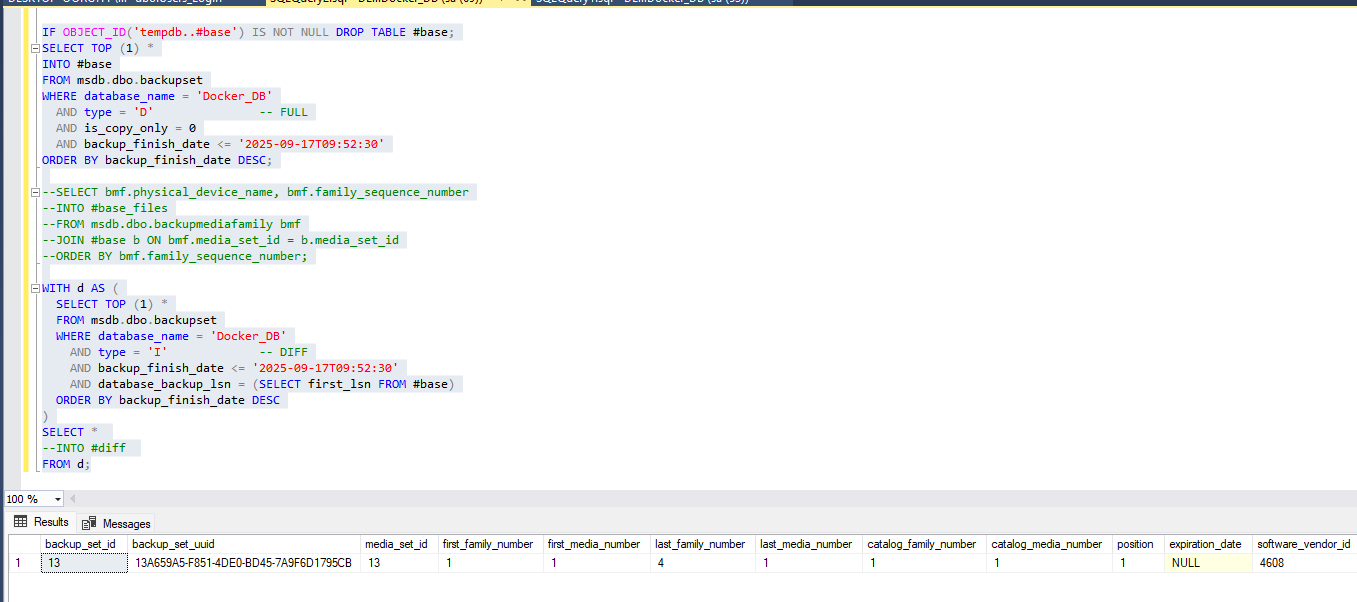 IF OBJECT_ID('tempdb..#base') IS NOT NULL DROP TABLE #base;
SELECT TOP (1) *
INTO #base
FROM msdb.dbo.backupset
WHERE database_name = 'Docker_DB'
AND type = 'D' -- FULL
AND is_copy_only = 0
AND backup_finish_date <= '2025-09-17T09:52:30'
ORDER BY backup_finish_date DESC;
--SELECT bmf.physical_device_name, bmf.family_sequence_number
--INTO #base_files
--FROM msdb.dbo.backupmediafamily bmf
--JOIN #base b ON bmf.media_set_id = b.media_set_id
--ORDER BY bmf.family_sequence_number;
WITH d AS (
SELECT TOP (1) *
FROM msdb.dbo.backupset
WHERE database_name = 'Docker_DB'
AND type = 'I' -- DIFF
AND backup_finish_date <= '2025-09-17T09:52:30'
AND database_backup_lsn = (SELECT first_lsn FROM #base)
ORDER BY backup_finish_date DESC
)
SELECT *
--INTO #diff
FROM d;
100 %
Results Messages
backup_set_id backup_set_uuid media_set_id first_family_number first_media_number last_family_number last_media_number catalog_family_number catalog_media_number position expiration_date software_vendor_id
1 13 13A659A5-F851-4DE0-BD45-7A9F6D1795CB 13 1 1 4 1 1 1 1 NULL 4608